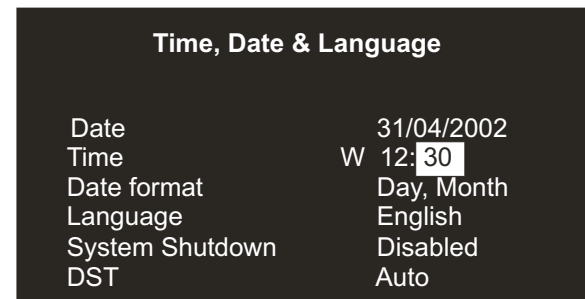 Time, Date & Language
Date 31/04/2002
Time W 12:30
Date format Day, Month
Language English
System Shutdown Disabled
DST Auto